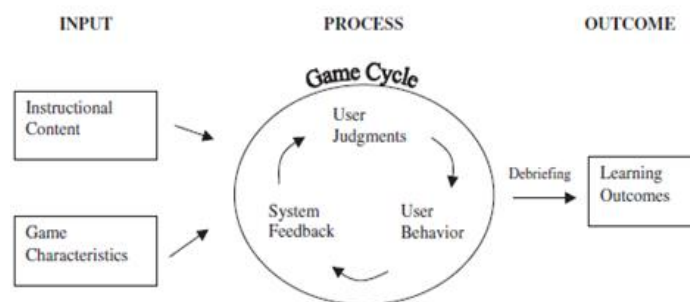 INPUT
PROCESS
OUTCOME
Game Cycle
Instructional
Content
Game
Characteristics
User
Judgments
User
Behavior
System
Feedback
Debriefing
Learning
Outcomes